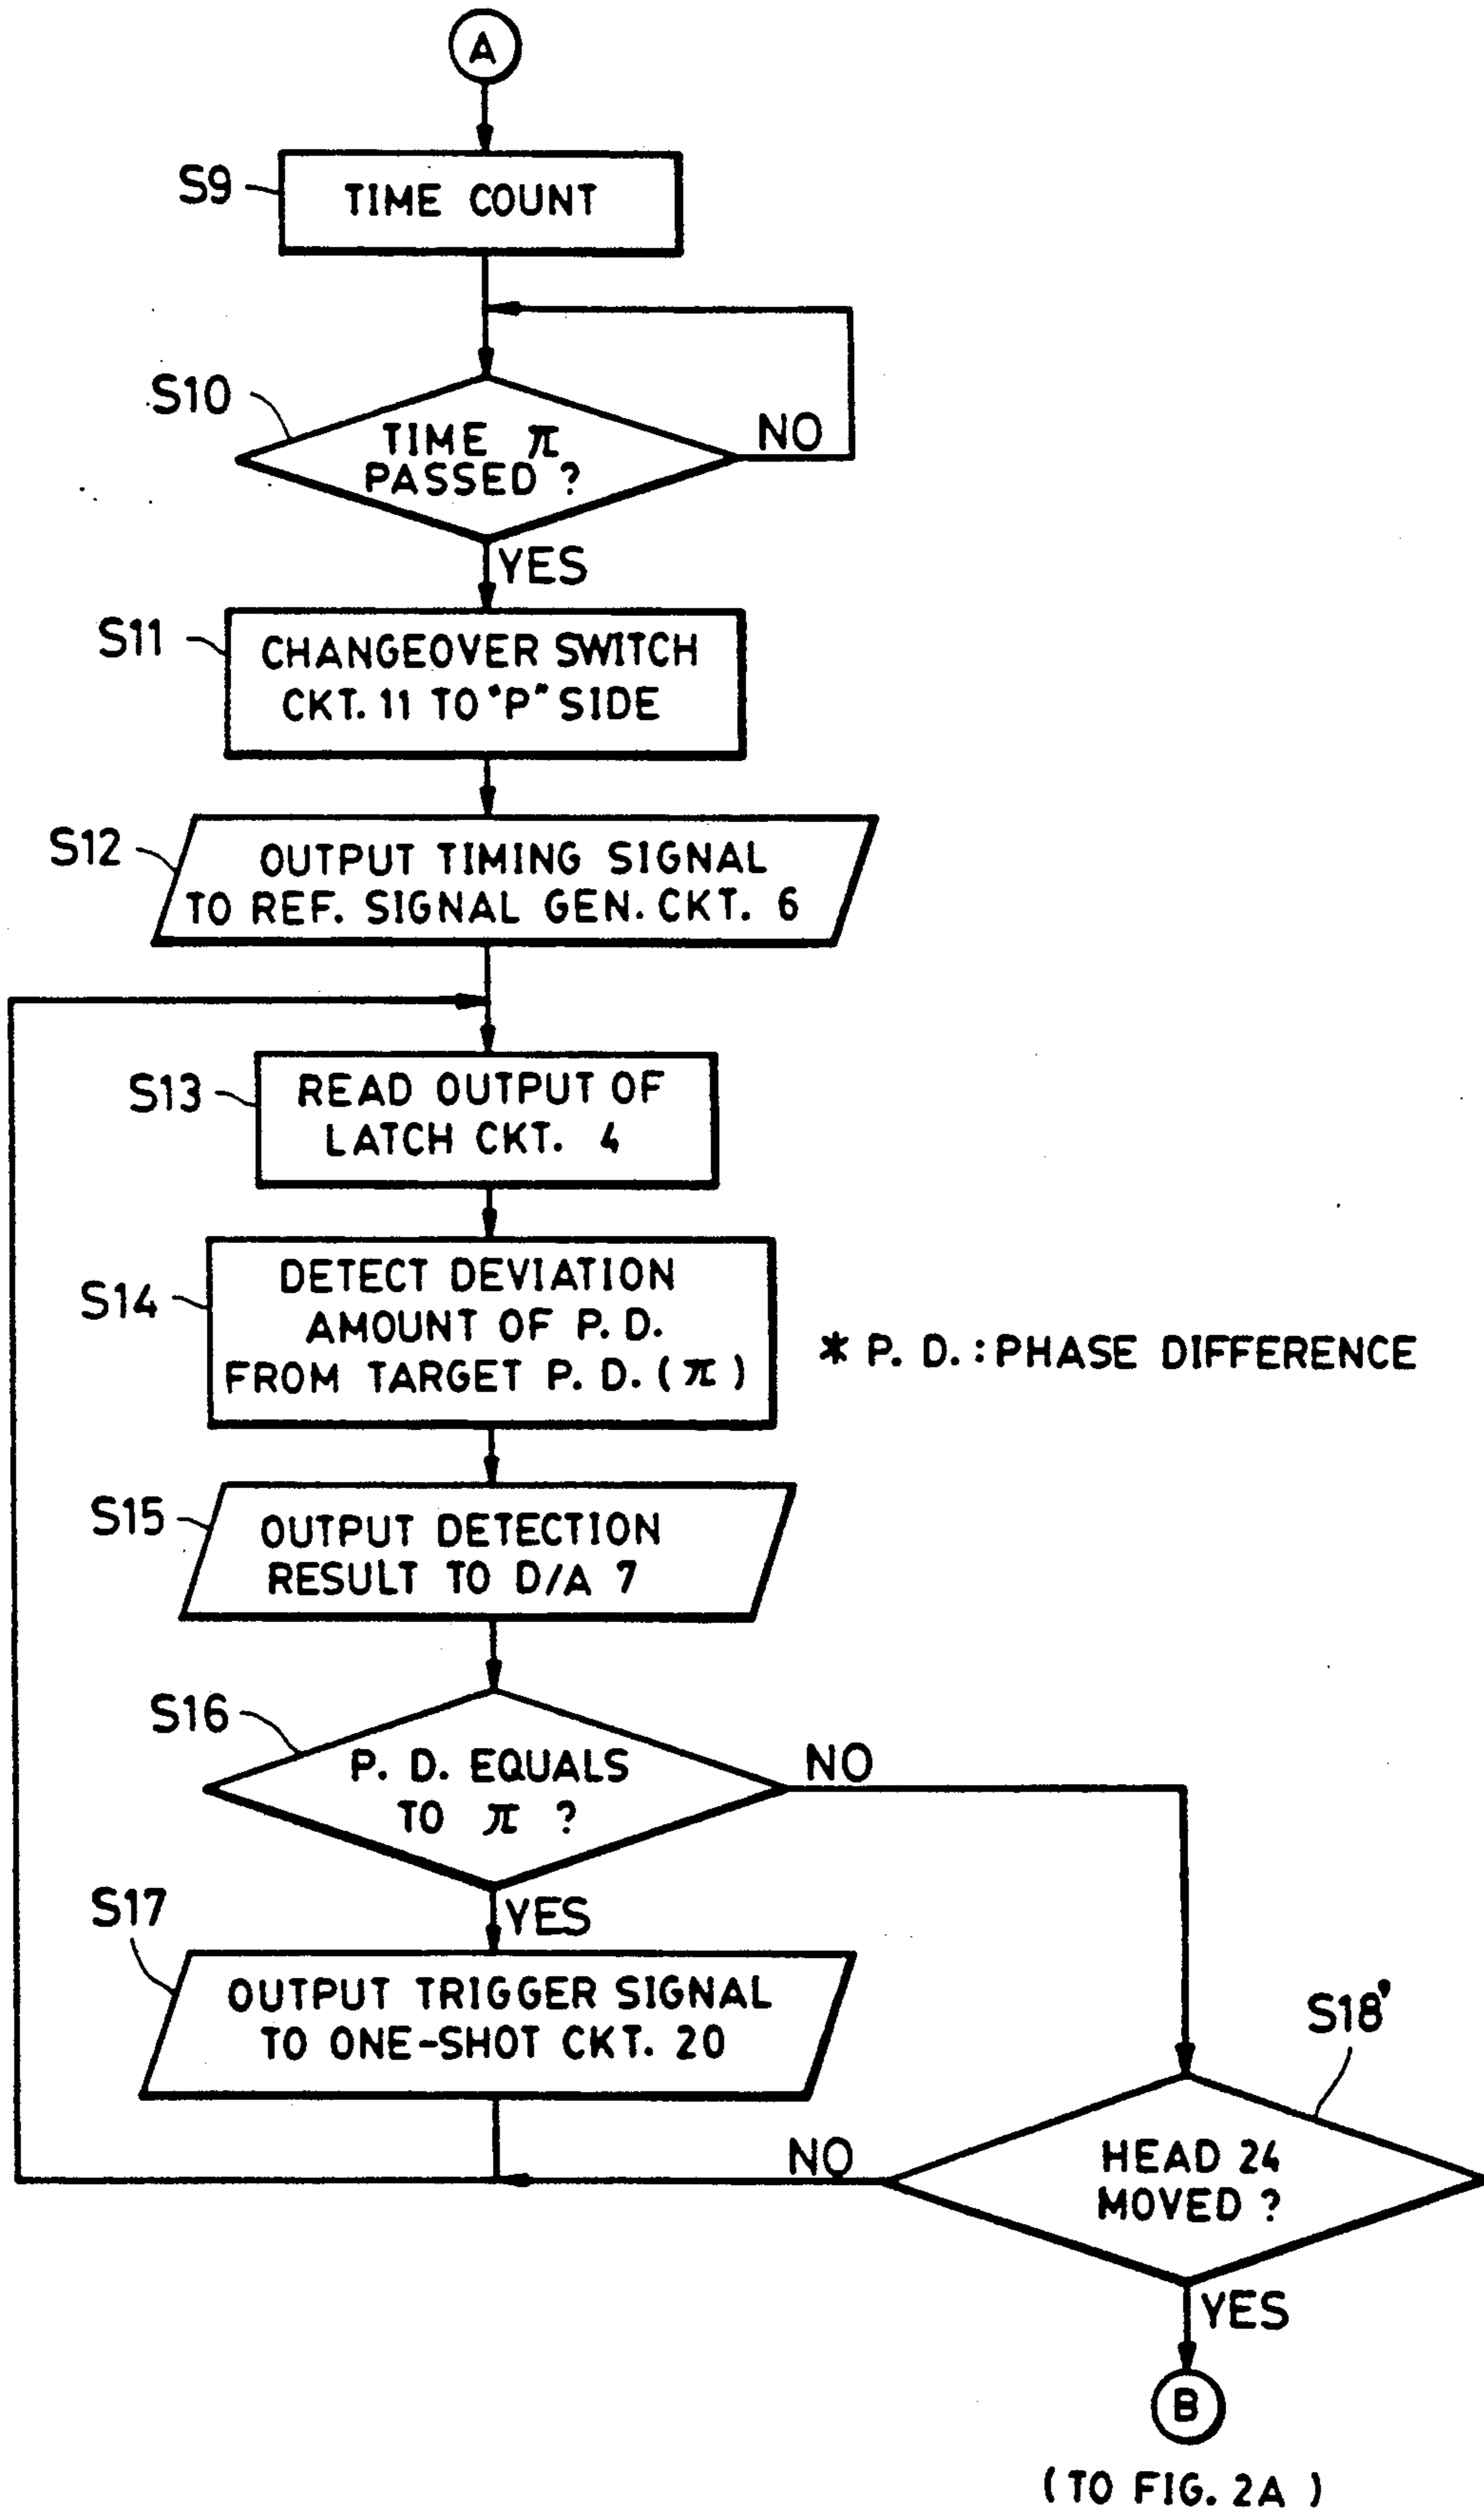 A
S9
TIME COUNT
S10
TIME π
PASSED ?
NO
YES
S11
CHANGEOVER SWITCH
CKT. 11 TO "P" SIDE
S12
OUTPUT TIMING SIGNAL
TO REF. SIGNAL GEN. CKT. 6
S13
READ OUTPUT OF
LATCH CKT. 4
S14
DETECT DEVIATION
AMOUNT OF P. D.
FROM TARGET P. D. ( π )
* P. D. : PHASE DIFFERENCE
S15
OUTPUT DETECTION
RESULT TO D/A 7
S16
P. D. EQUALS
TO π ?
NO
YES
S17
OUTPUT TRIGGER SIGNAL
TO ONE-SHOT CKT. 20
S18'
HEAD 24
MOVED ?
NO
YES
B
( TO FIG. 2A )